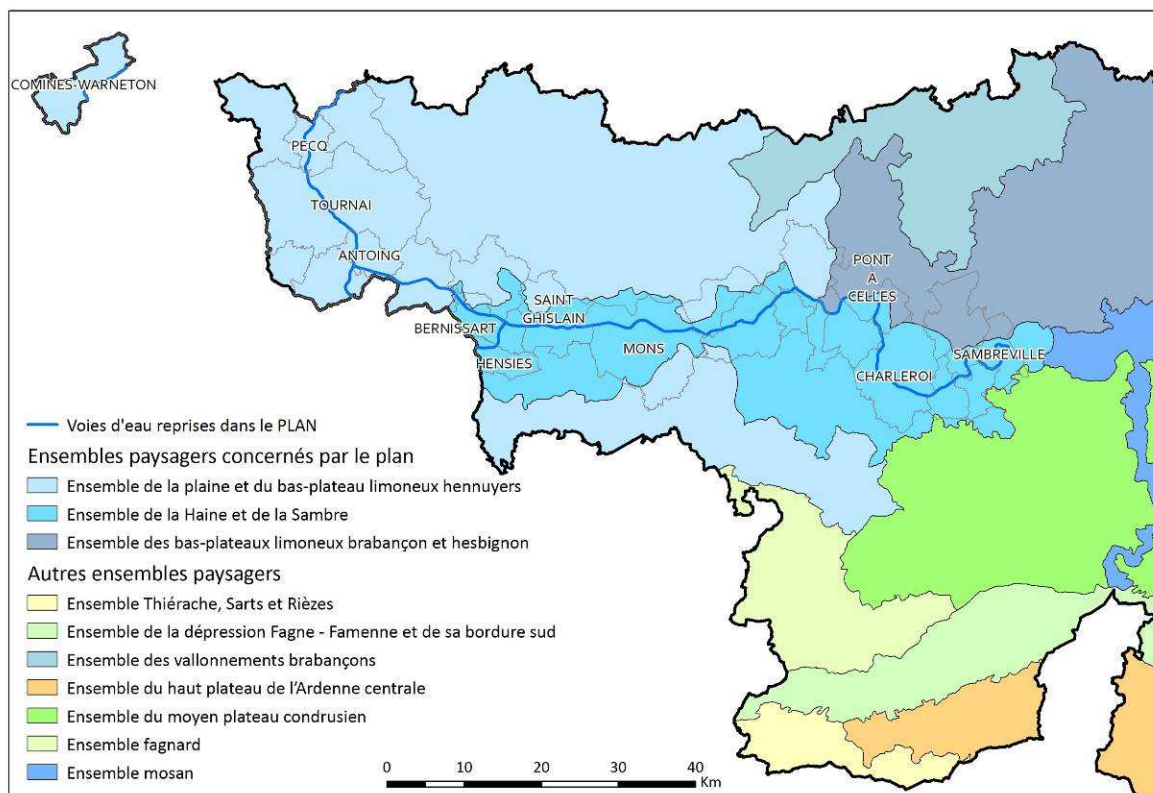 COMINES-WARNETON
PECQ
TOURNAI
ANTOING
BERNISSART
SAINT
GHISLAIN
HENSIES
MONS
PONT
A
CELLES
CHARLEROI
SAMBREVILLE
Voies d'eau reprises dans le PLAN
Ensembles paysagers concernés par le plan
Ensemble de la plaine et du bas-plateau limoneux hennuyers
Ensemble de la Haine et de la Sambre
Ensemble des bas-plateaux limoneux brabançon et hesbignon
Autres ensembles paysagers
Ensemble Thiérache, Sarts et Rièzes
Ensemble de la dépression Fagne - Famenne et de sa bordure sud
Ensemble des vallonnements brabançons
Ensemble du haut plateau de l'Ardenne centrale
Ensemble du moyen plateau condrusien
Ensemble fagnard
Ensemble mosan
0 10 20 30 40
Km